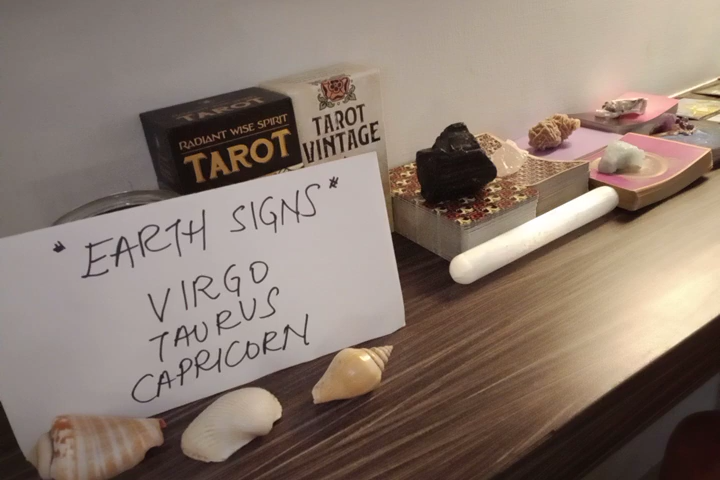 TAROT
RADIANT WISE SPIRIT
TAROT
TAROT
VINTAGE
" EARTH SIGNS "
VIRGO
TAURUS
CAPRICORN